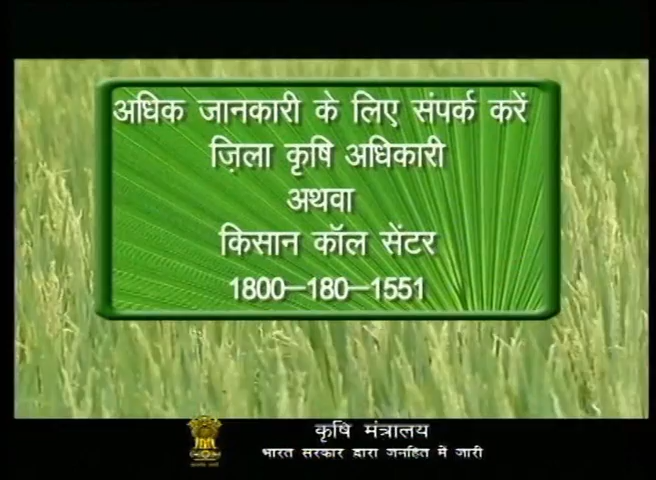 अधिक जानकारी के लिए संपर्क करें
ज़िला कृषि अधिकारी
अथवा
किसान कॉल सेंटर
1800–180–1551
कृषि मंत्रालय
भारत सरकार द्वारा जनहित में जारी